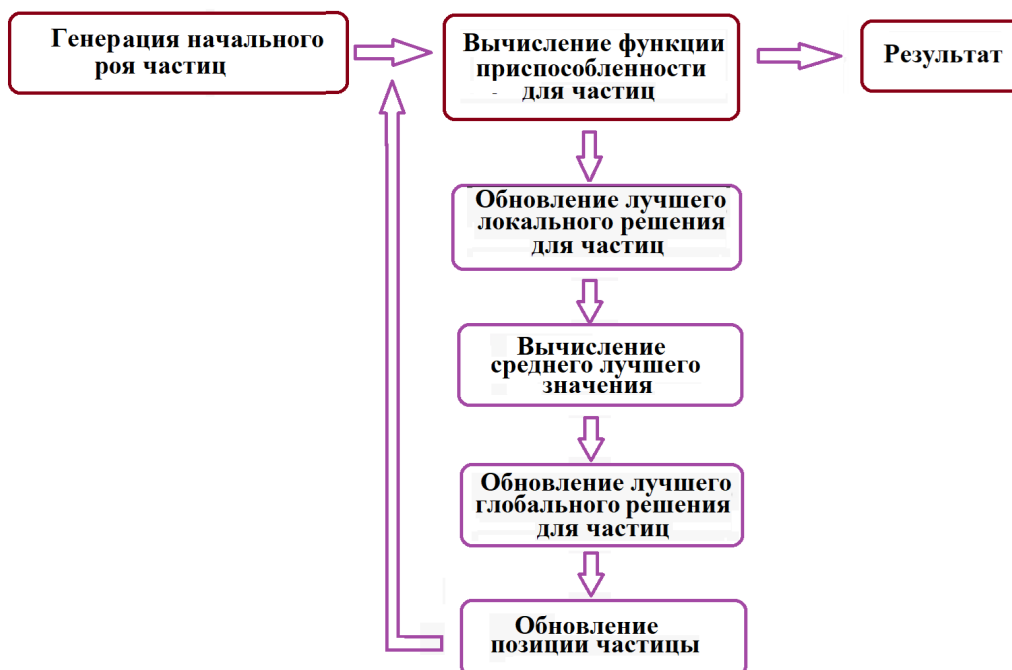 Генерация начального
роя частиц
Вычисление функции
приспособленности
для частиц
Результат
Обновление лучшего
локального решения
для частиц
Вычисление
среднего лучшего
значения
Обновление лучшего
глобального решения
для частиц
Обновление
позиции частицы